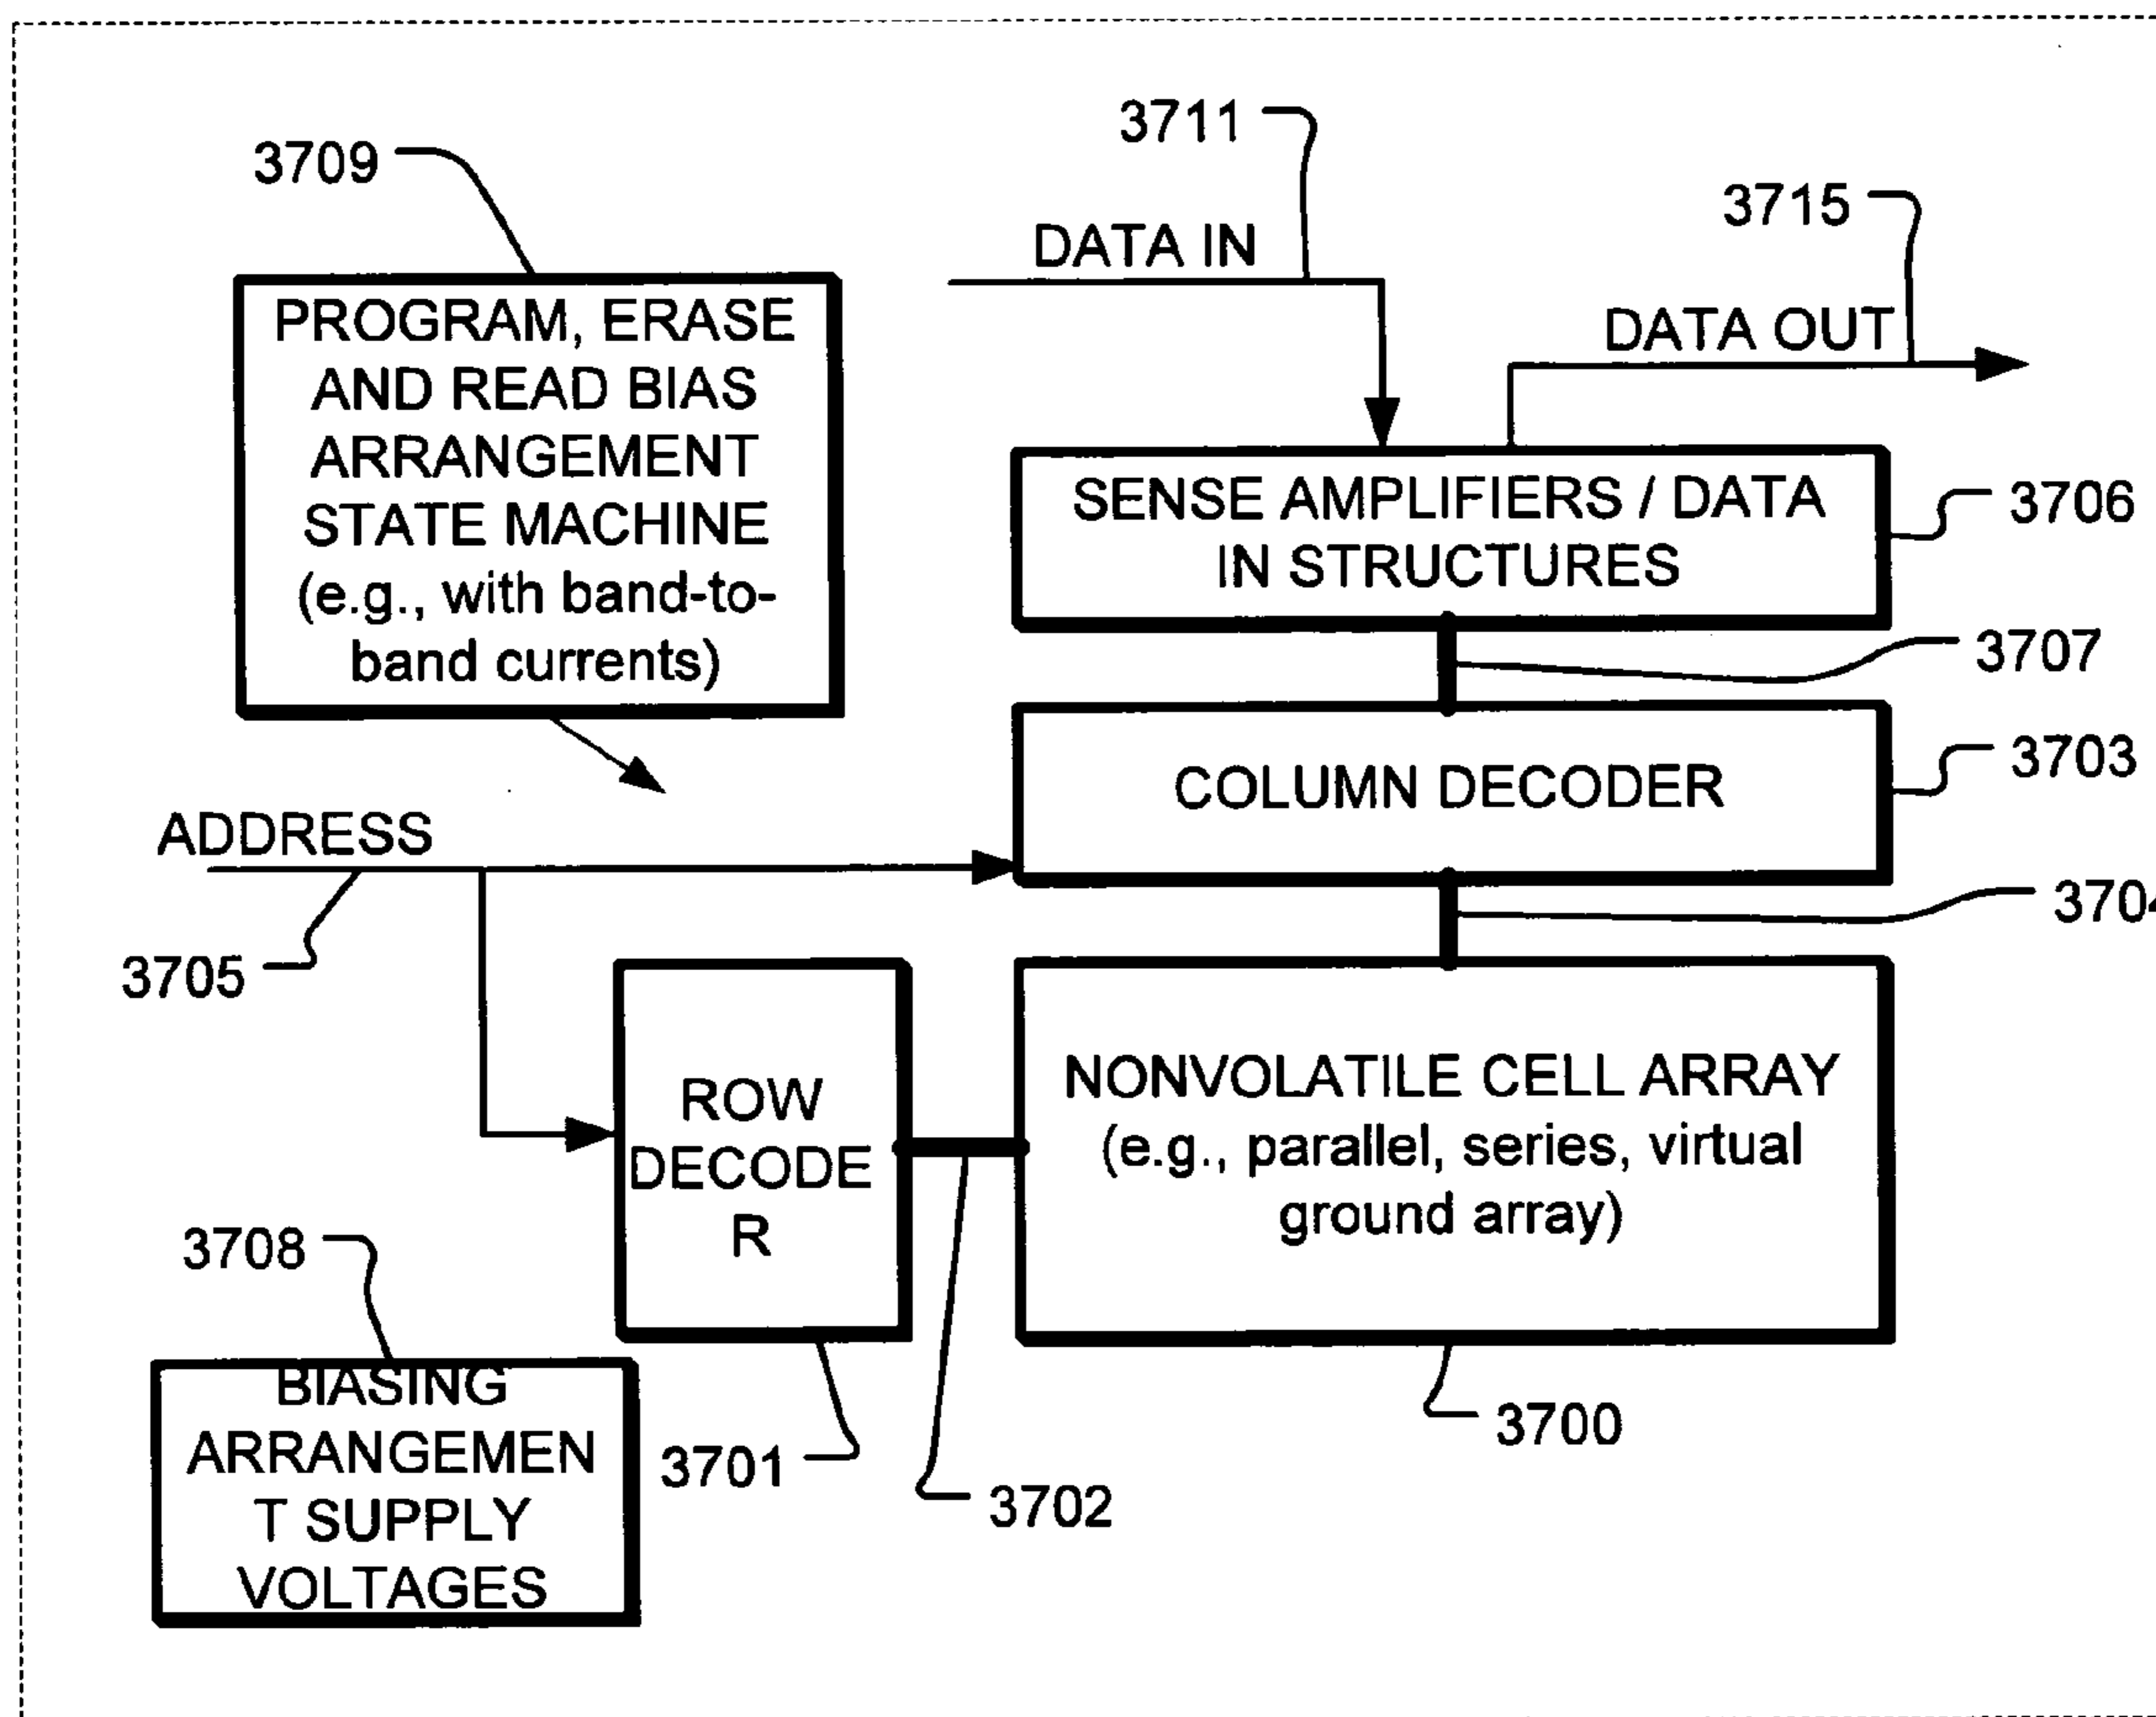 3711
3709
3715
DATA IN
PROGRAM, ERASE
AND READ BIAS
ARRANGEMENT
STATE MACHINE
(e.g., with band-to-
band currents)
DATA OUT
SENSE AMPLIFIERS / DATA
IN STRUCTURES
3706
3707
COLUMN DECODER
3703
ADDRESS
3705
ROW
DECODE
R
NONVOLATILE CELL ARRAY
(e.g., parallel, series, virtual
ground array)
3708
BIASING
ARRANGEMEN
T SUPPLY
VOLTAGES
3701
3702
3700